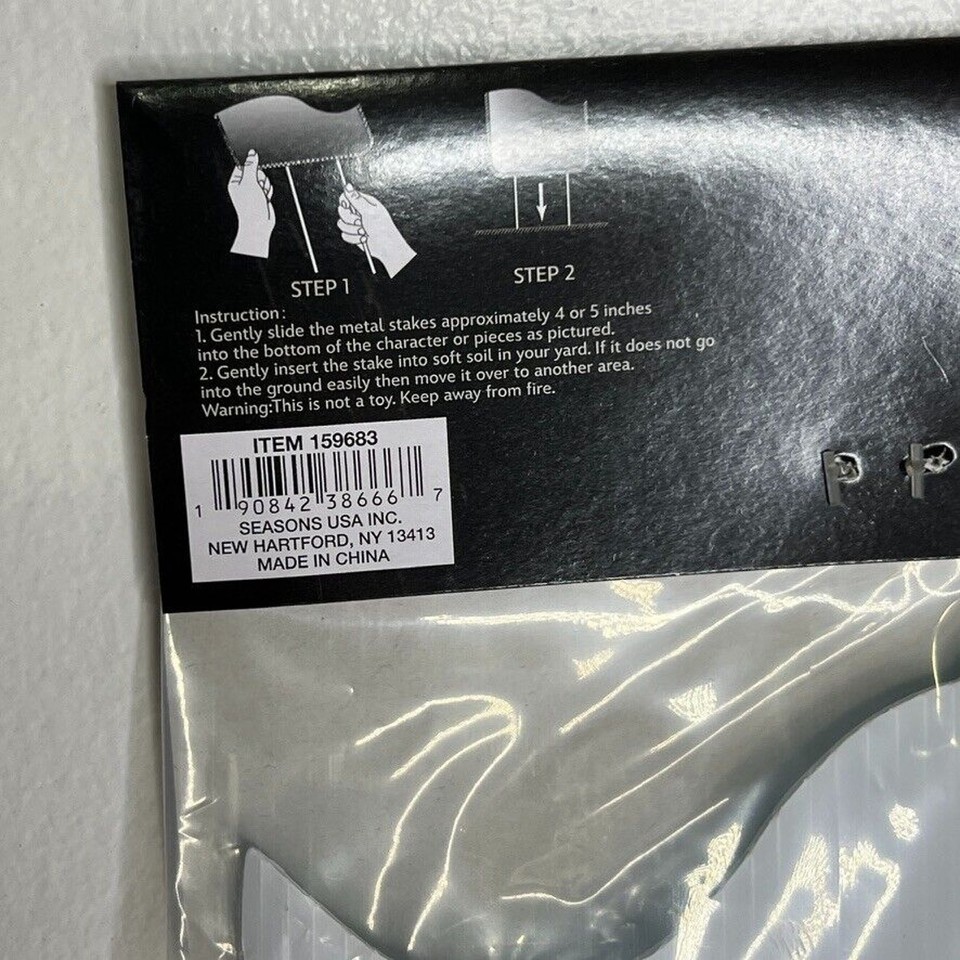 STEP 1
STEP 2
Instruction:
1. Gently slide the metal stakes approximately 4 or 5 inches
into the bottom of the character or pieces as pictured.
2. Gently insert the stake into soft soil in your yard. If it does not go
into the ground easily then move it over to another area.
Warning:This is not a toy. Keep away from fire.
ITEM 159683
1 90842 38666 7
SEASONS USA INC.
NEW HARTFORD, NY 13413
MADE IN CHINA